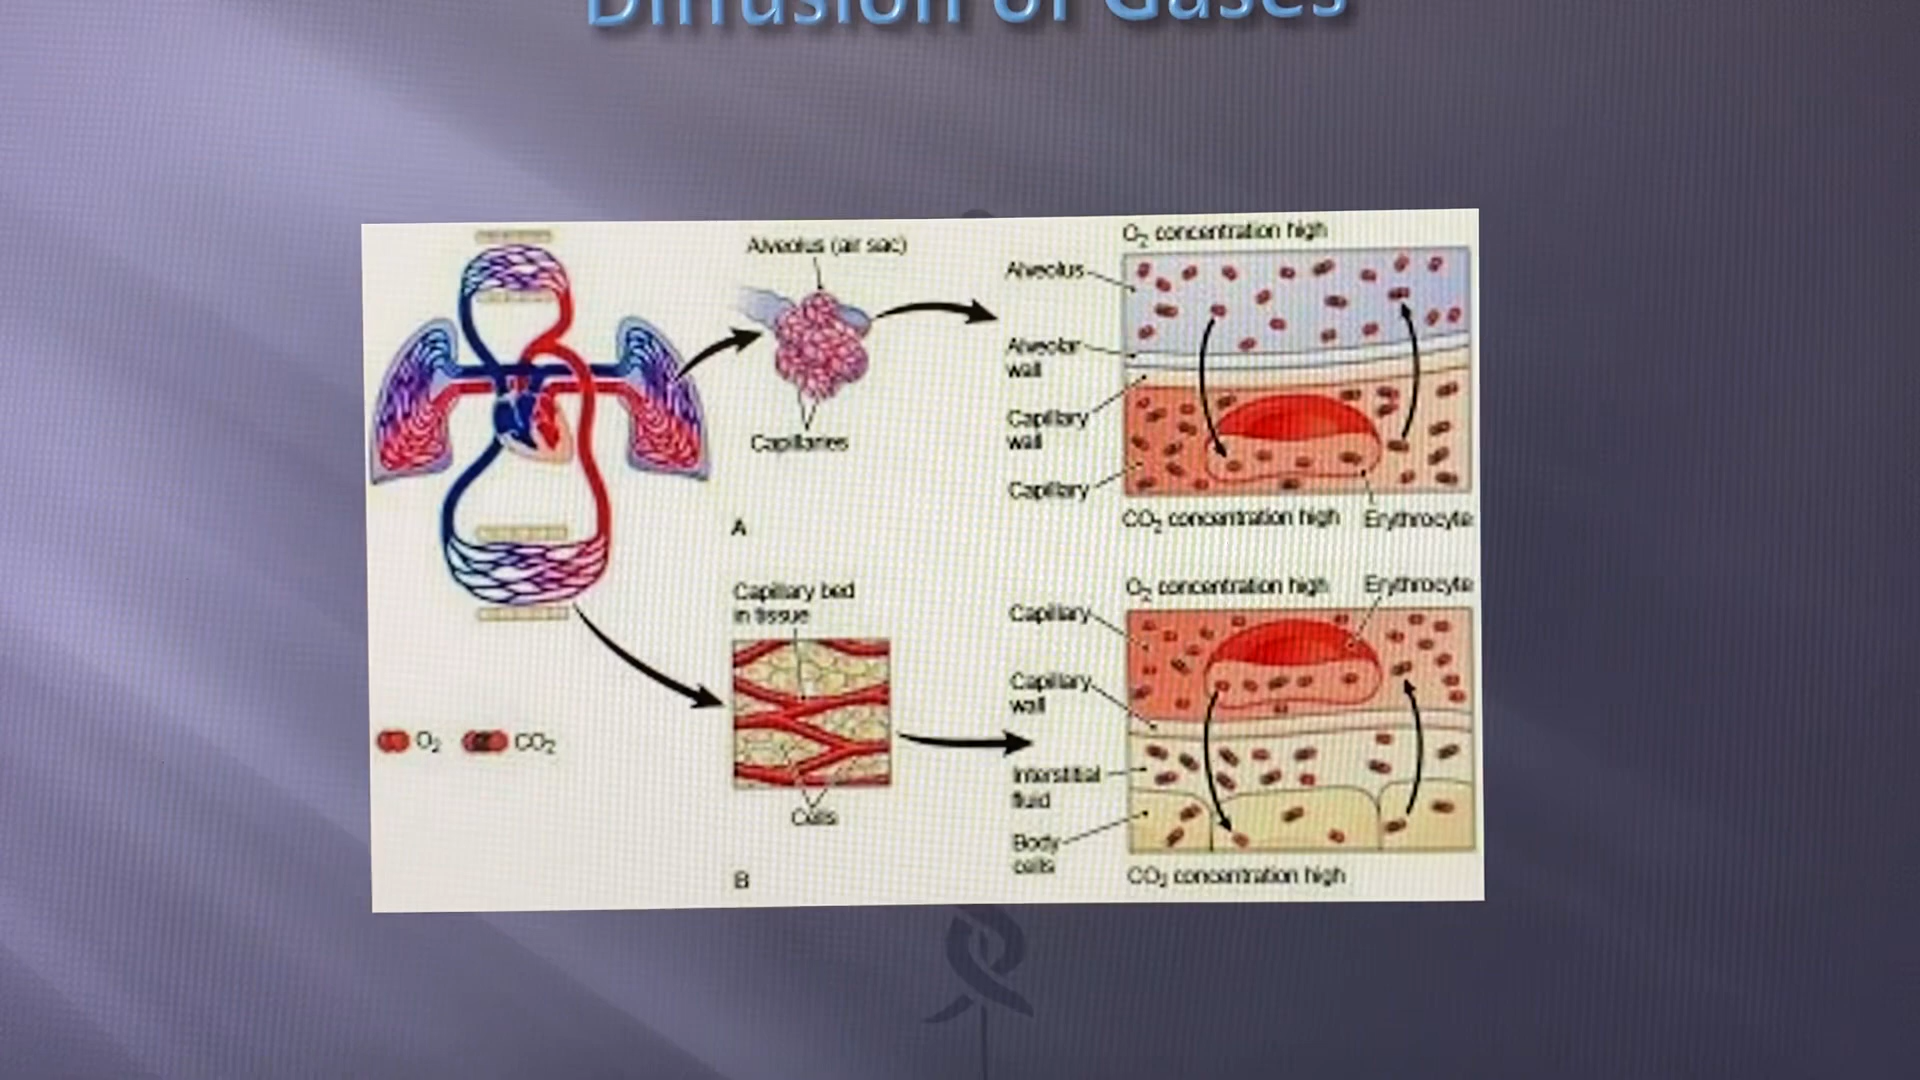 Diffusion of Gases
Alveolus (air sac)
Capillaries
A
O₂ concentration high
Alveolus
Alveolar
wall
Capillary
wall
Capillary
CO₂ concentration high
Erythrocyte
O₂
CO₂
Capillary bed
in tissue
Cells
B
O₂ concentration high
Erythrocyte
Capillary
Capillary
wall
Interstitial
fluid
Body
cells
CO₂ concentration high